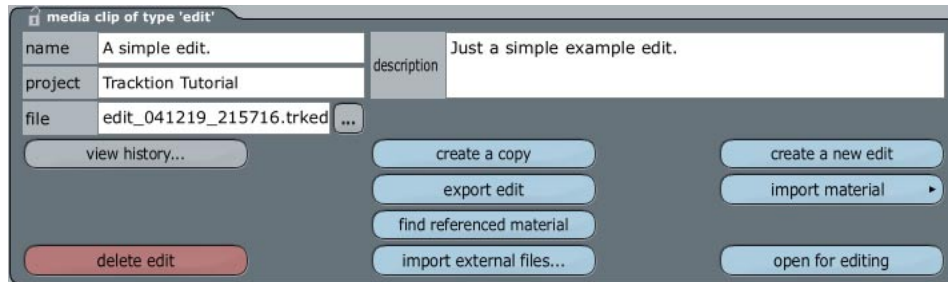 media clip of type 'edit'
name A simple edit.
description Just a simple example edit.
project Tracktion Tutorial
file edit_041219_215716.trked ...
view history... create a copy create a new edit
export edit import material
find referenced material
delete edit import external files... open for editing